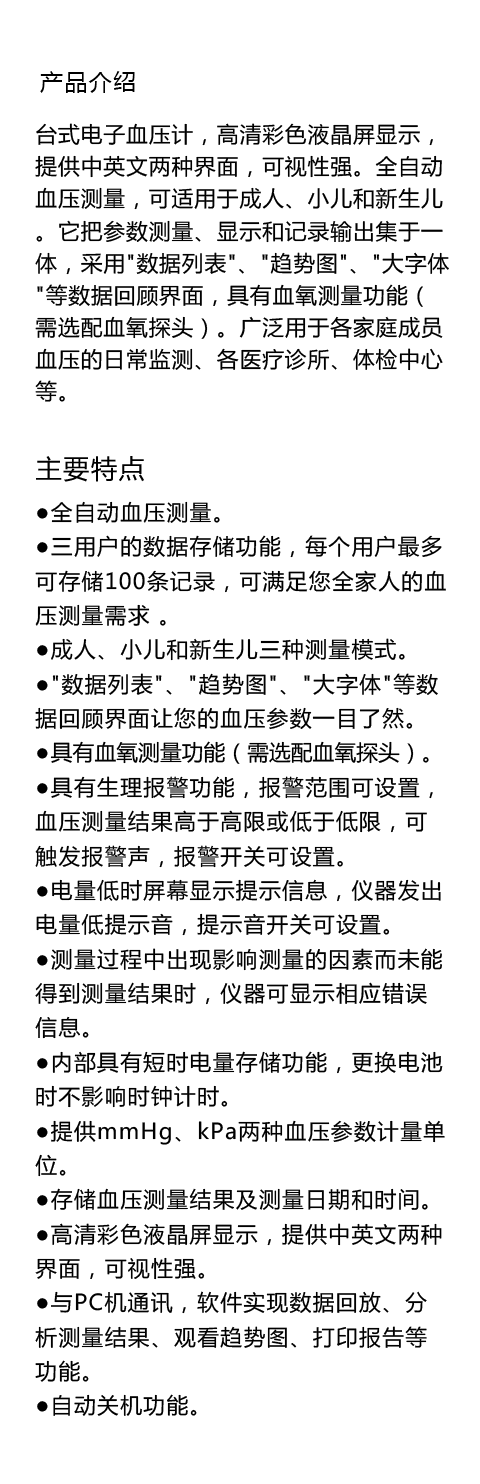 产品介绍
台式电子血压计，高清彩色液晶屏显示，
提供中英文两种界面，可视性强。全自动
血压测量，可适用于成人、小儿和新生儿
。它把参数测量、显示和记录输出集于一
体，采用"数据列表"、"趋势图"、"大字体
"等数据回顾界面，具有血氧测量功能（
需选配血氧探头）。广泛用于各家庭成员
血压的日常监测、各医疗诊所、体检中心
等。
主要特点
●全自动血压测量。
●三用户的数据存储功能，每个用户最多
可存储100条记录，可满足您全家人的血
压测量需求 。
●成人、小儿和新生儿三种测量模式。
●"数据列表"、"趋势图"、"大字体"等数
据回顾界面让您的血压参数一目了然。
●具有血氧测量功能（需选配血氧探头）。
●具有生理报警功能，报警范围可设置，
血压测量结果高于高限或低于低限，可
触发报警声，报警开关可设置。
●电量低时屏幕显示提示信息，仪器发出
电量低提示音，提示音开关可设置。
●测量过程中出现影响测量的因素而未能
得到测量结果时，仪器可显示相应错误
信息。
●内部具有短时电量存储功能，更换电池
时不影响时钟计时。
●提供mmHg、kPa两种血压参数计量单
位。
●存储血压测量结果及测量日期和时间。
●高清彩色液晶屏显示，提供中英文两种
界面，可视性强。
●与PC机通讯，软件实现数据回放、分
析测量结果、观看趋势图、打印报告等
功能。
●自动关机功能。